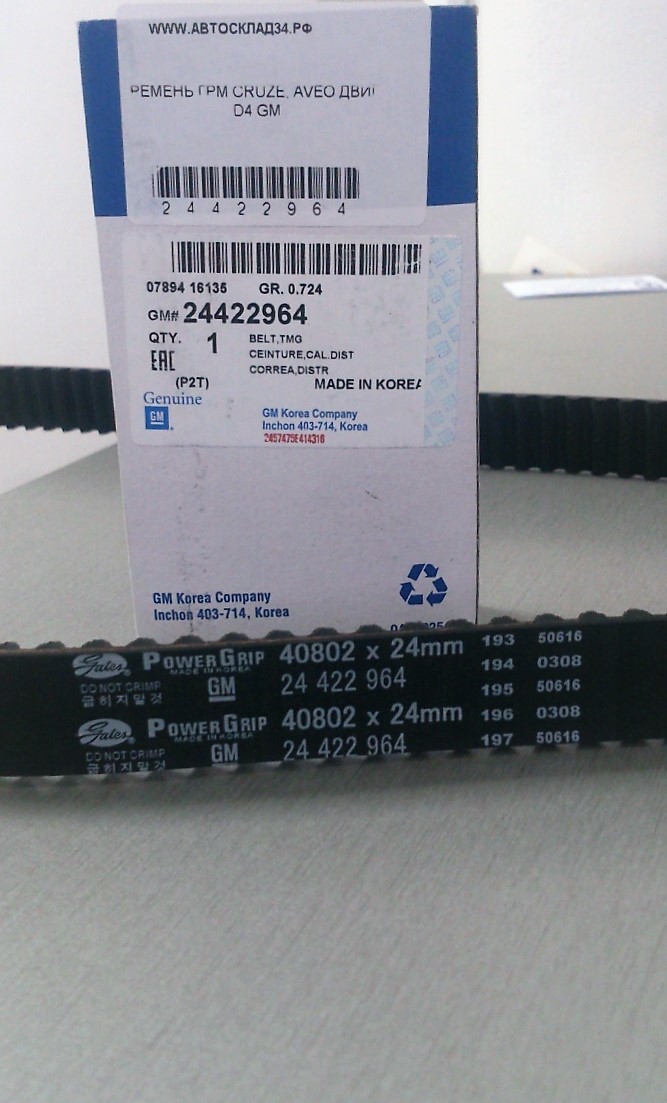 WWW.АВТОСКЛАД34.РФ
РЕМЕНЬ ГРМ CRUZE, AVEO ДВИГ
D4 GM
2 4 4 2 2 9 6 4
07894 16135 GR. 0.724
GM# 24422964
QTY. 1 BELT,TMG
CEINTURE,CAL.DIST
EAC CORREA,DISTR
(P2T) MADE IN KOREA
Genuine
GM
GM Korea Company
Inchon 403-714, Korea
2457475E414316
GM Korea Company
Inchon 403-714, Korea
Gates POWERGRIP 40802 x 24mm 193 50616
MADE IN KOREA
DO NOT CRIMP GM 24 422 964 194 0308
굽히지말것 195 50616
Gates POWERGRIP 40802 x 24mm 196 0308
MADE IN KOREA
DO NOT CRIMP GM 24 422 964 197 50616
굽히지말것